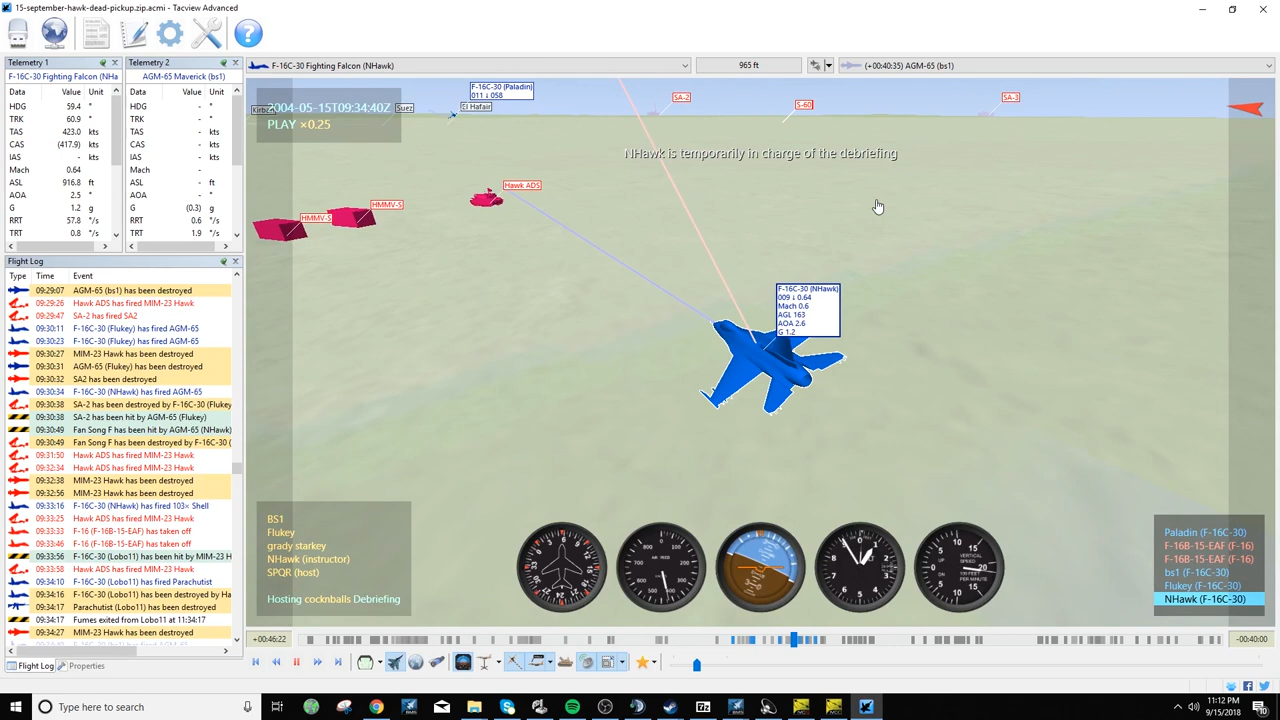 15-september-hawk-dead-pickup.zip.acmi - Tacview Advanced
Telemetry 1
F-16C-30 Fighting Falcon (NHa
Data Value Unit
HDG 59.4 °
TRK 60.9 °
TAS 423.0 kts
CAS (417.9) kts
IAS - kts
Mach 0.64
ASL 916.8 ft
AOA 2.5 °
G 1.2 g
RRT 57.8 °/s
TRT 0.8 °/s
Telemetry 2
AGM-65 Maverick (bs1)
Data Value Unit
HDG - °
TRK - °
TAS - kts
CAS - kts
IAS - kts
Mach -
ASL - ft
AOA - °
G (0.3) g
RRT 0.6 °/s
TRT 1.9 °/s
Flight Log
Type Time Event
09:29:07 AGM-65 (bs1) has been destroyed
09:29:26 Hawk ADS has fired MIM-23 Hawk
09:29:47 SA-2 has fired SA2
09:30:11 F-16C-30 (Flukey) has fired AGM-65
09:30:23 F-16C-30 (Flukey) has fired AGM-65
09:30:27 MIM-23 Hawk has been destroyed
09:30:31 AGM-65 (Flukey) has been destroyed
09:30:32 SA2 has been destroyed
09:30:34 F-16C-30 (NHawk) has fired AGM-65
09:30:38 SA-2 has been destroyed by F-16C-30 (Flukey
09:30:38 SA-2 has been hit by AGM-65 (Flukey)
09:30:49 Fan Song F has been hit by AGM-65 (NHawk)
09:30:49 Fan Song F has been destroyed by F-16C-30 (
09:31:50 Hawk ADS has fired MIM-23 Hawk
09:32:34 Hawk ADS has fired MIM-23 Hawk
09:32:38 MIM-23 Hawk has been destroyed
09:32:56 MIM-23 Hawk has been destroyed
09:33:16 F-16C-30 (NHawk) has fired 103× Shell
09:33:25 Hawk ADS has fired MIM-23 Hawk
09:33:33 F-16 (F-16B-15-EAF) has taken off
09:33:46 F-16 (F-16B-15-EAF) has taken off
09:33:56 F-16C-30 (Lobo11) has been hit by MIM-23 H
09:33:58 Hawk ADS has fired MIM-23 Hawk
09:34:10 F-16C-30 (Lobo11) has fired Parachutist
09:34:16 F-16C-30 (Lobo11) has been destroyed by Ha
09:34:17 Parachutist (Lobo11) has been destroyed
09:34:17 Fumes exited from Lobo11 at 11:34:17
09:34:27 MIM-23 Hawk has been destroyed
Flight Log Properties
F-16C-30 Fighting Falcon (NHawk)
965 ft
(+00:40:35) AGM-65 (bs1)
2004-05-15T09:34:40Z
PLAY ×0.25
Suez
El Hafair
F-16C-30 (Paladin)
011 ↓ 058
SA-2
S-60
SA-3
NHawk is temporarily in charge of the debriefing
Hawk ADS
HMMV-S
HMMV-S
F-16C-30 (NHawk)
009 ↓ 0.64
Mach 0.6
AGL 163
AOA 2.6
G 1.2
BS1
Flukey
grady starkey
NHawk (instructor)
SPQR (host)
Hosting cocknballs Debriefing
Paladin (F-16C-30)
F-16B-15-EAF (F-16)
F-16B-15-EAF (F-16)
bs1 (F-16C-30)
Flukey (F-16C-30)
NHawk (F-16C-30)
+00:46:22
-00:40:00
Type here to search
11:12 PM
9/15/2018